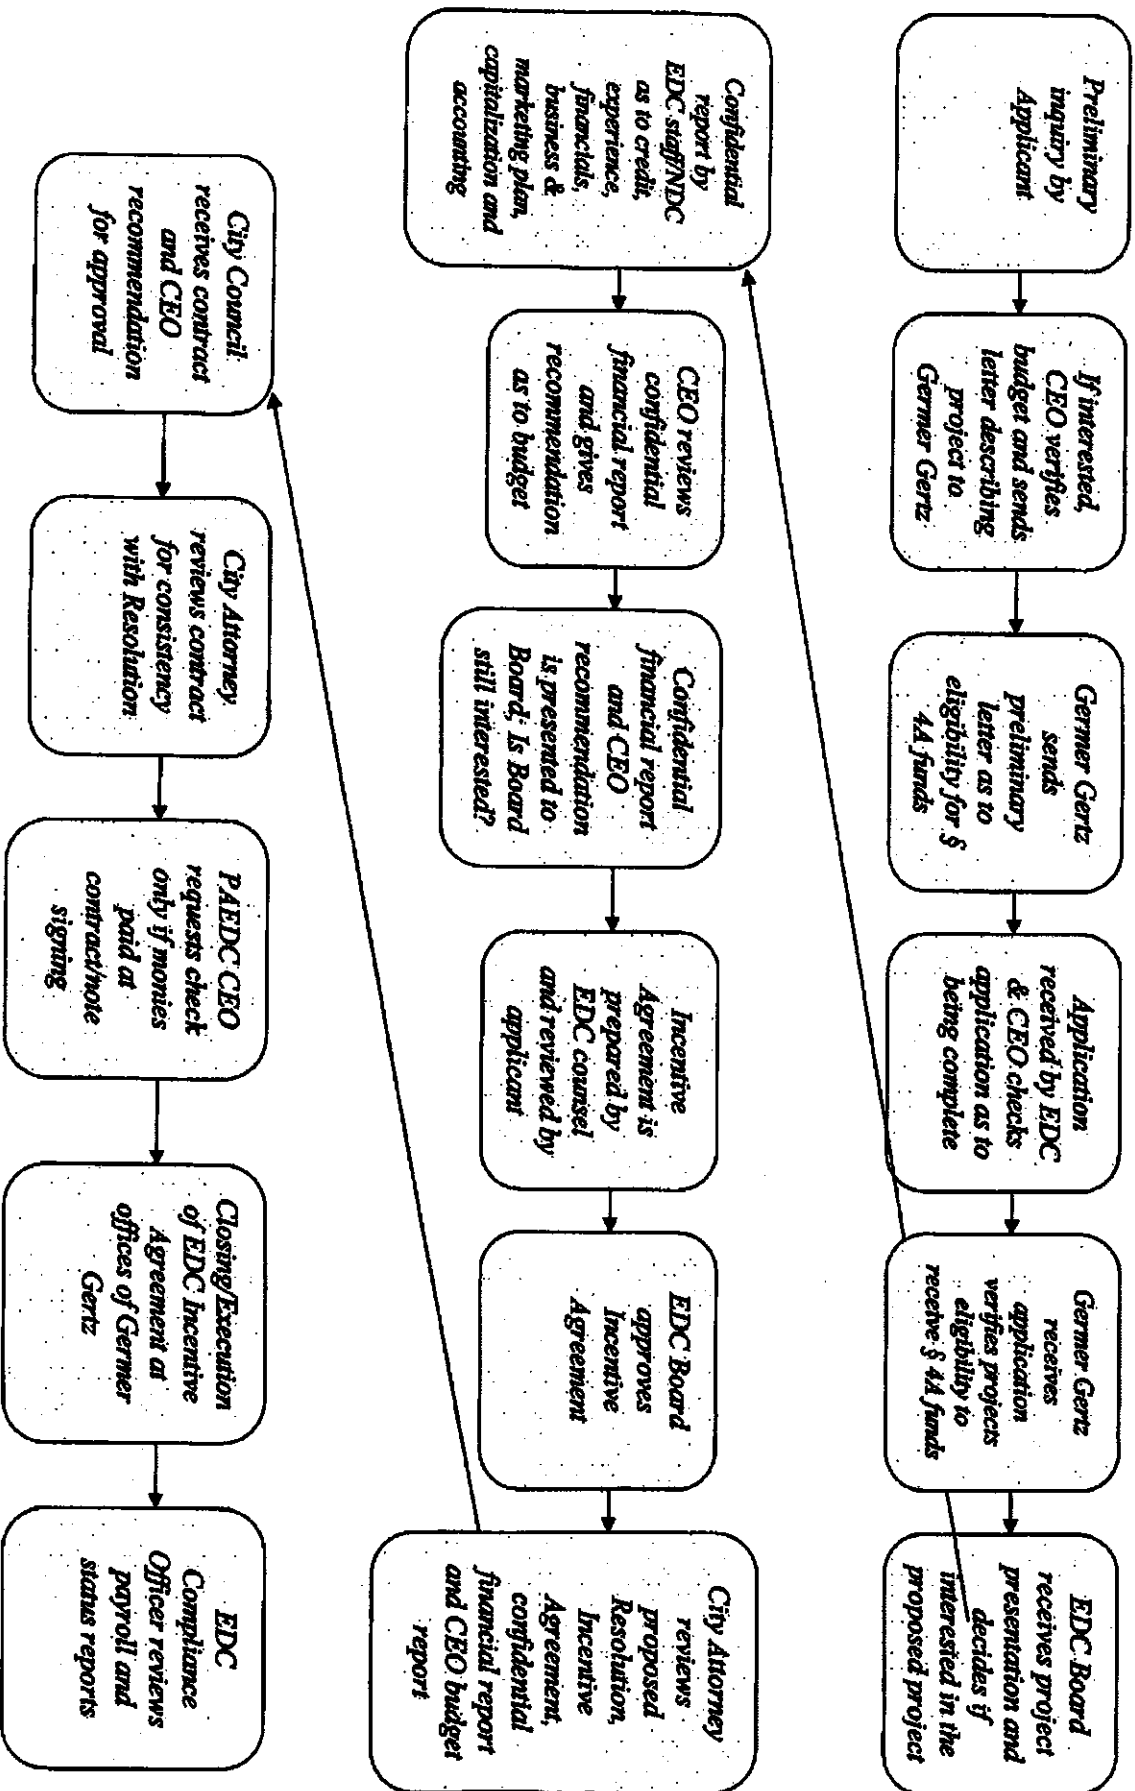 Preliminary
inquiry by
Applicant
If interested,
CEO verifies
budget and sends
letter describing
project to
Germer Gertz
Germer Gertz
sends
preliminary
letter as to
eligibility for §
4A funds
Application
received by EDC
& CEO checks
application as to
being complete
Germer Gertz
receives
application
verifies projects
eligibility to
receive § 4A funds
EDC Board
receives project
presentation and
decides if
interested in the
proposed project
Confidential
report by
EDC staff/NDC
as to credit,
experience,
financials,
business &
marketing plan,
capitalization and
accounting
CEO reviews
confidential
financial report
and gives
recommendation
as to budget
Confidential
financial report
and CEO
recommendation
is presented to
Board; Is Board
still interested?
Incentive
Agreement is
prepared by
EDC counsel
and reviewed by
applicant
EDC Board
approves
Incentive
Agreement
City Attorney
reviews
proposed
Resolution,
Incentive
Agreement,
confidential
financial report
and CEO budget
report
City Council
receives contract
and CEO
recommendation
for approval
City Attorney
reviews contract
for consistency
with Resolution
PAEDC CEO
requests check
only if monies
paid at
contract/note
signing
Closing/Execution
of EDC Incentive
Agreement at
offices of Germer
Gertz
EDC
Compliance
Officer reviews
payroll and
status reports